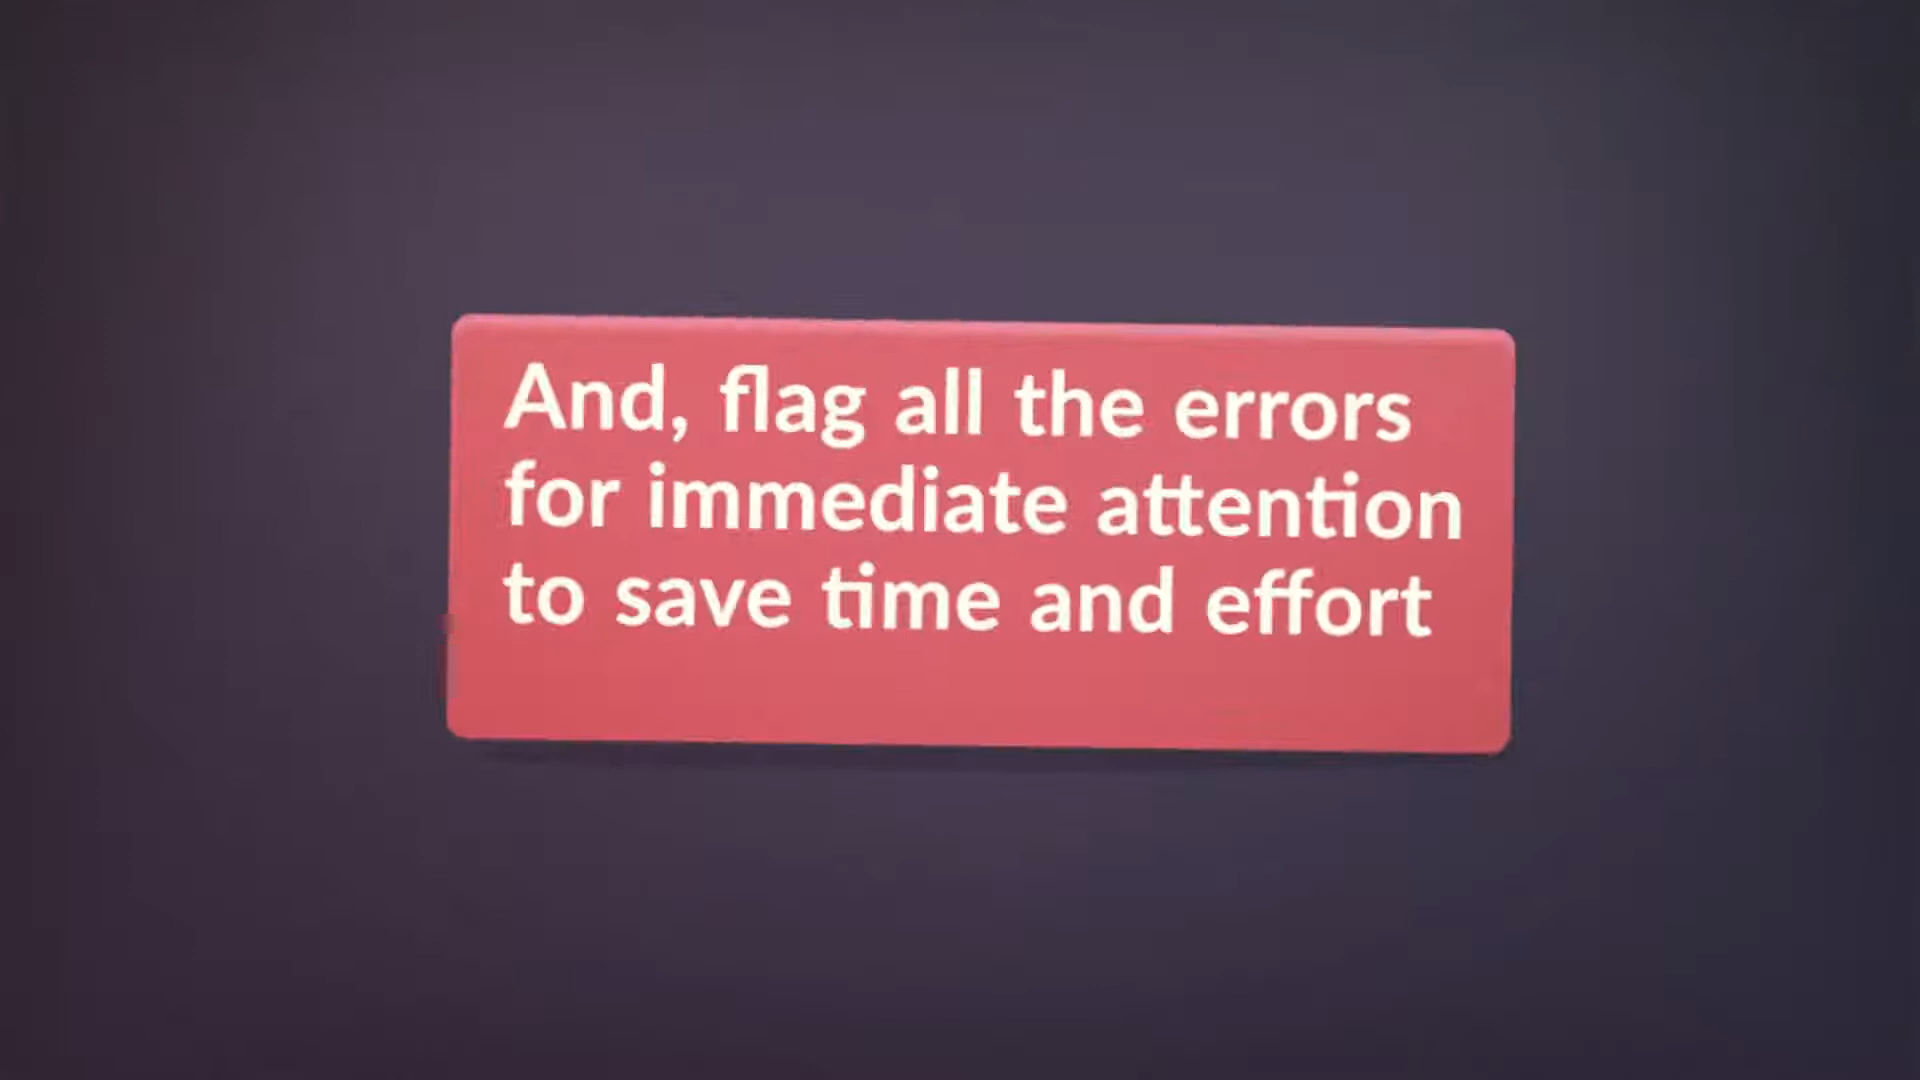 And, flag all the errors
for immediate attention
to save time and effort